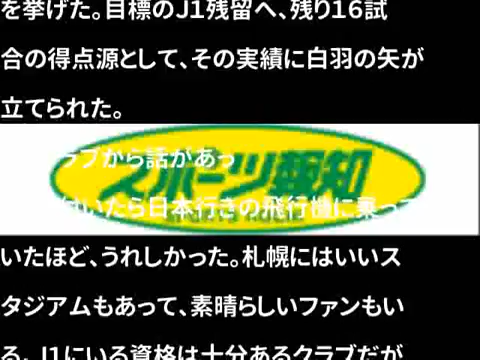 を挙げた。目標のJ1残留へ、残り16試
合の得点源として、その実績に白羽の矢が
立てられた。
ラブから話があっ
スポーツ報知
いたら日本行きの飛行機に乗って
いたほど、うれしかった。札幌にはいいス
タジアムもあって、素晴らしいファンもい
る。J1にいる資格は十分あるクラブだが